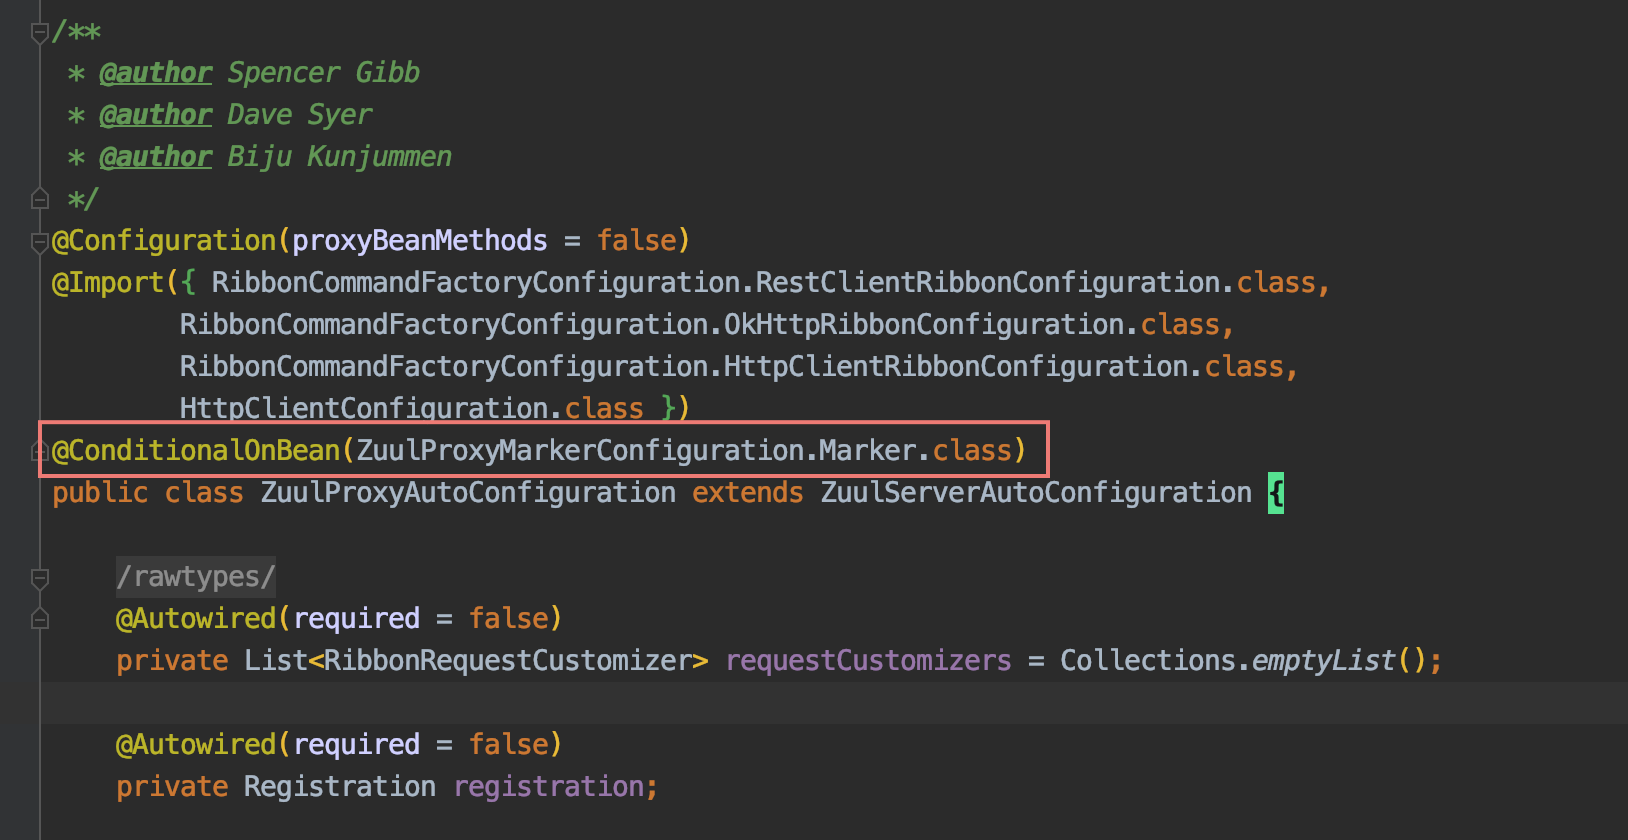 /**
 * @author Spencer Gibb
 * @author Dave Syer
 * @author Biju Kunjummen
 */
@Configuration(proxyBeanMethods = false)
@Import({ RibbonCommandFactoryConfiguration.RestClientRibbonConfiguration.class,
        RibbonCommandFactoryConfiguration.OkHttpRibbonConfiguration.class,
        RibbonCommandFactoryConfiguration.HttpClientRibbonConfiguration.class,
        HttpClientConfiguration.class })
@ConditionalOnBean(ZuulProxyMarkerConfiguration.Marker.class)
public class ZuulProxyAutoConfiguration extends ZuulServerAutoConfiguration {
    /rawtypes/
    @Autowired(required = false)
    private List<RibbonRequestCustomizer> requestCustomizers = Collections.emptyList();
    @Autowired(required = false)
    private Registration registration;